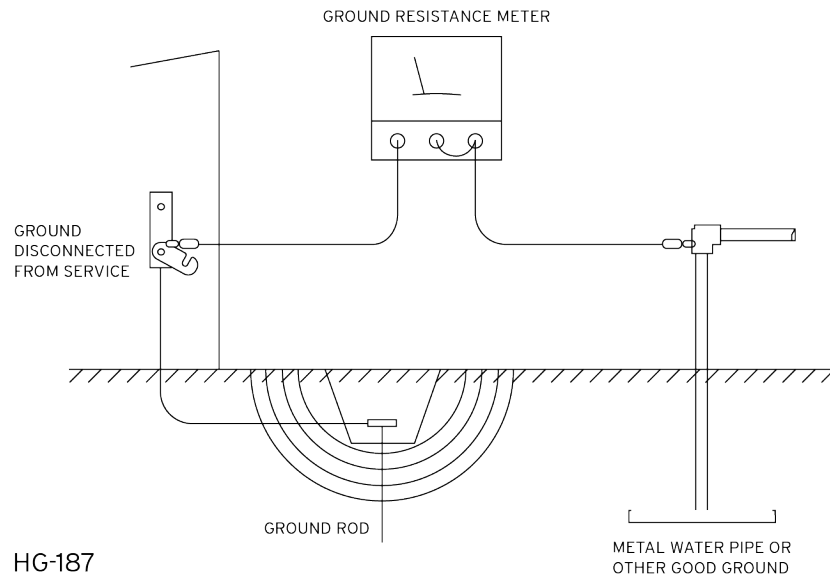 GROUND RESISTANCE METER
GROUND
DISCONNECTED
FROM SERVICE
GROUND ROD
METAL WATER PIPE OR
OTHER GOOD GROUND
HG-187